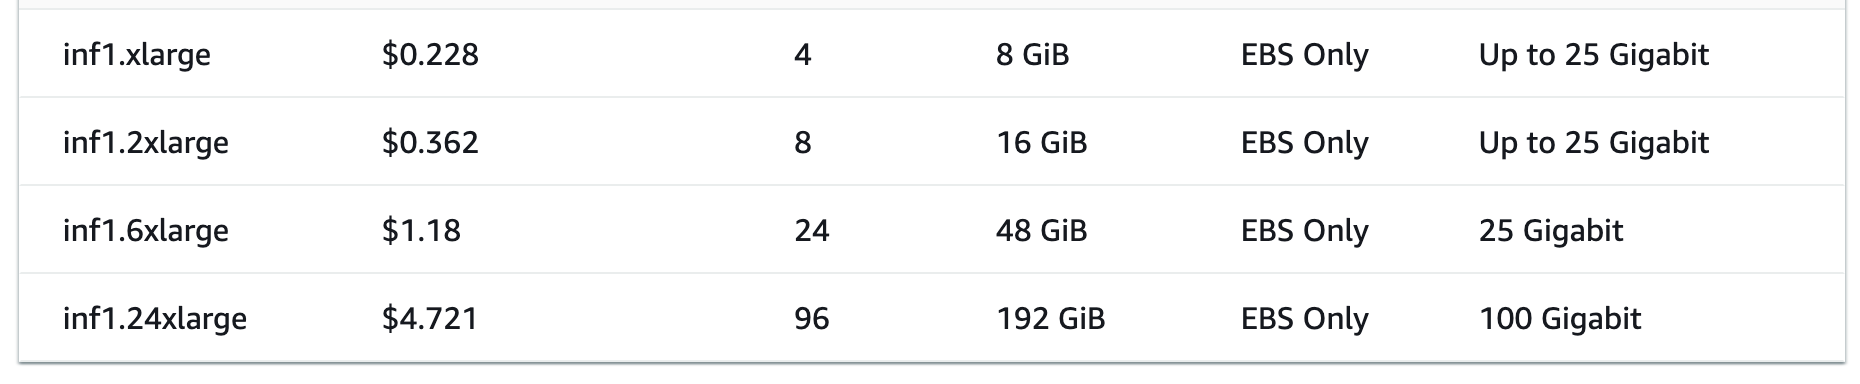 inf1.xlarge $0.228 4 8 GiB EBS Only Up to 25 Gigabit
inf1.2xlarge $0.362 8 16 GiB EBS Only Up to 25 Gigabit
inf1.6xlarge $1.18 24 48 GiB EBS Only 25 Gigabit
inf1.24xlarge $4.721 96 192 GiB EBS Only 100 Gigabit